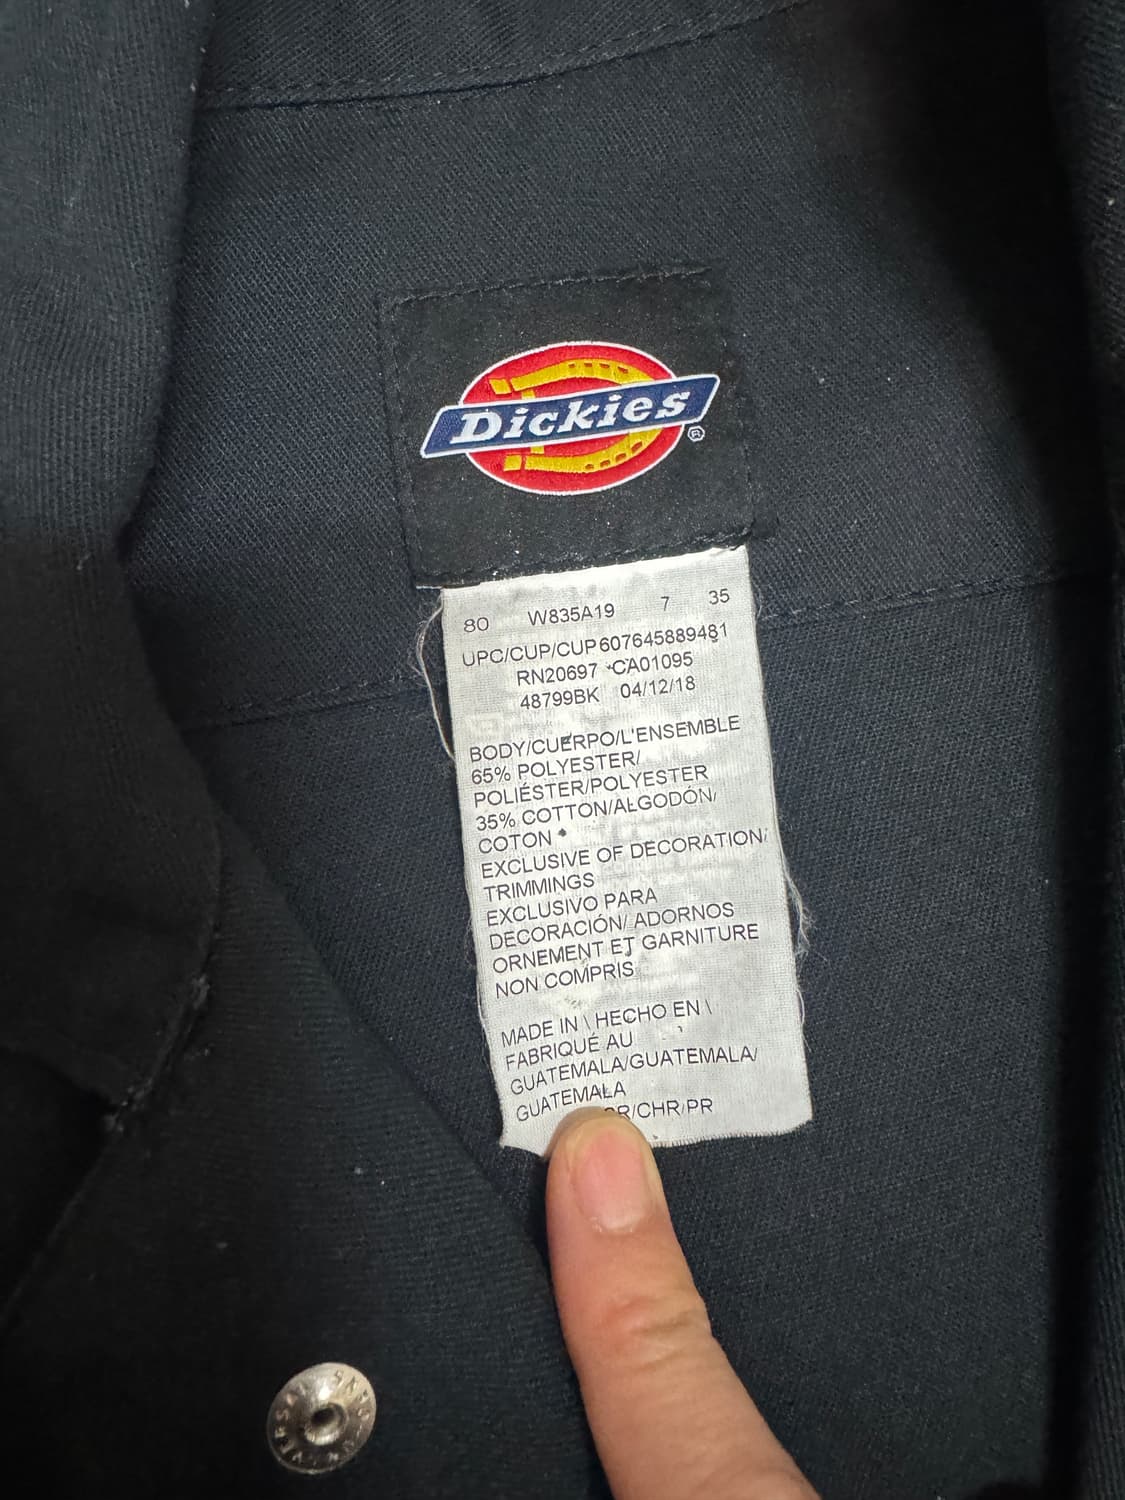 Dickies®
80 W835A19 7 35
UPC/CUP/CUP 607645889481
RN20697 CA01095
48799BK 04/12/18
BODY/CUERPO/L'ENSEMBLE
65% POLYESTER/
POLIÉSTER/POLYESTER
35% COTTON/ALGODÓN/
COTON
EXCLUSIVE OF DECORATION/
TRIMMINGS
EXCLUSIVO PARA
DECORACIÓN/ ADORNOS
ORNEMENT ET GARNITURE
NON COMPRIS
MADE IN \ HECHO EN \
FABRIQUÉ AU
GUATEMALA/GUATEMALA/
GUATEMALA
/CHR/PR